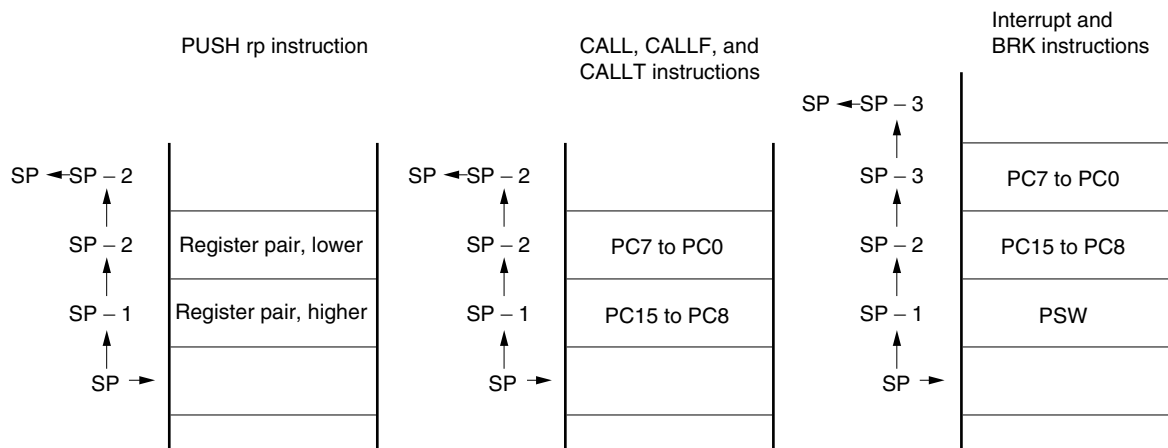 PUSH rp instruction
SP ← SP – 2
SP – 2
Register pair, lower
SP – 1
Register pair, higher
SP
CALL, CALLF, and
CALLT instructions
SP ← SP – 2
SP – 2
PC7 to PC0
SP – 1
PC15 to PC8
SP
Interrupt and
BRK instructions
SP ← SP – 3
SP – 3
PC7 to PC0
SP – 2
PC15 to PC8
SP – 1
PSW
SP